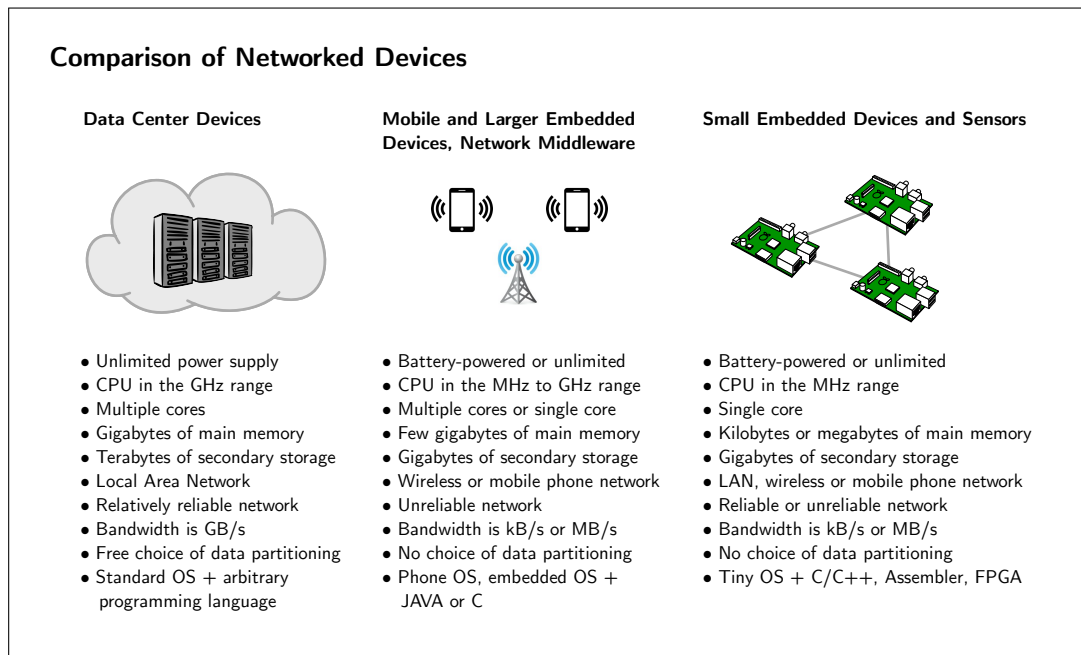 Comparison of Networked Devices
Data Center Devices
Mobile and Larger Embedded
Devices, Network Middleware
Small Embedded Devices and Sensors
• Unlimited power supply
• CPU in the GHz range
• Multiple cores
• Gigabytes of main memory
• Terabytes of secondary storage
• Local Area Network
• Relatively reliable network
• Bandwidth is GB/s
• Free choice of data partitioning
• Standard OS + arbitrary
programming language
• Battery-powered or unlimited
• CPU in the MHz to GHz range
• Multiple cores or single core
• Few gigabytes of main memory
• Gigabytes of secondary storage
• Wireless or mobile phone network
• Unreliable network
• Bandwidth is kB/s or MB/s
• No choice of data partitioning
• Phone OS, embedded OS +
JAVA or C
• Battery-powered or unlimited
• CPU in the MHz range
• Single core
• Kilobytes or megabytes of main memory
• Gigabytes of secondary storage
• LAN, wireless or mobile phone network
• Reliable or unreliable network
• Bandwidth is kB/s or MB/s
• No choice of data partitioning
• Tiny OS + C/C++, Assembler, FPGA